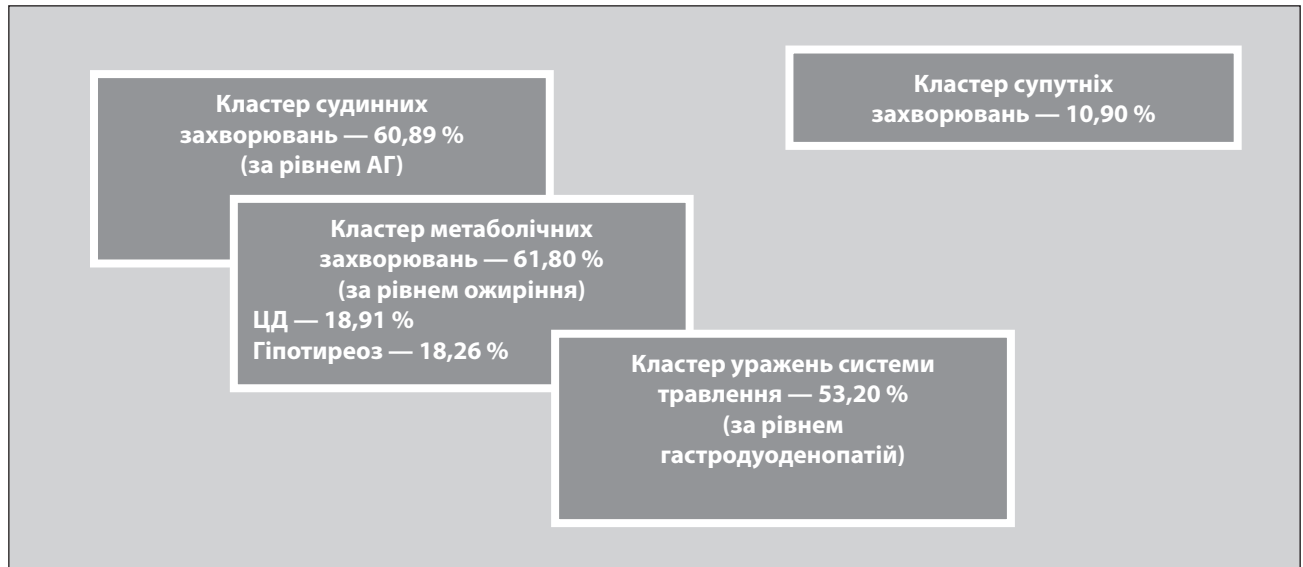 Кластер судинних
захворювань — 60,89 %
(за рівнем АГ)
Кластер супутніх
захворювань — 10,90 %
Кластер метаболічних
захворювань — 61,80 %
(за рівнем ожиріння)
ЦД — 18,91 %
Гіпотиреоз — 18,26 %
Кластер уражень системи
травлення — 53,20 %
(за рівнем
гастродуоденопатій)